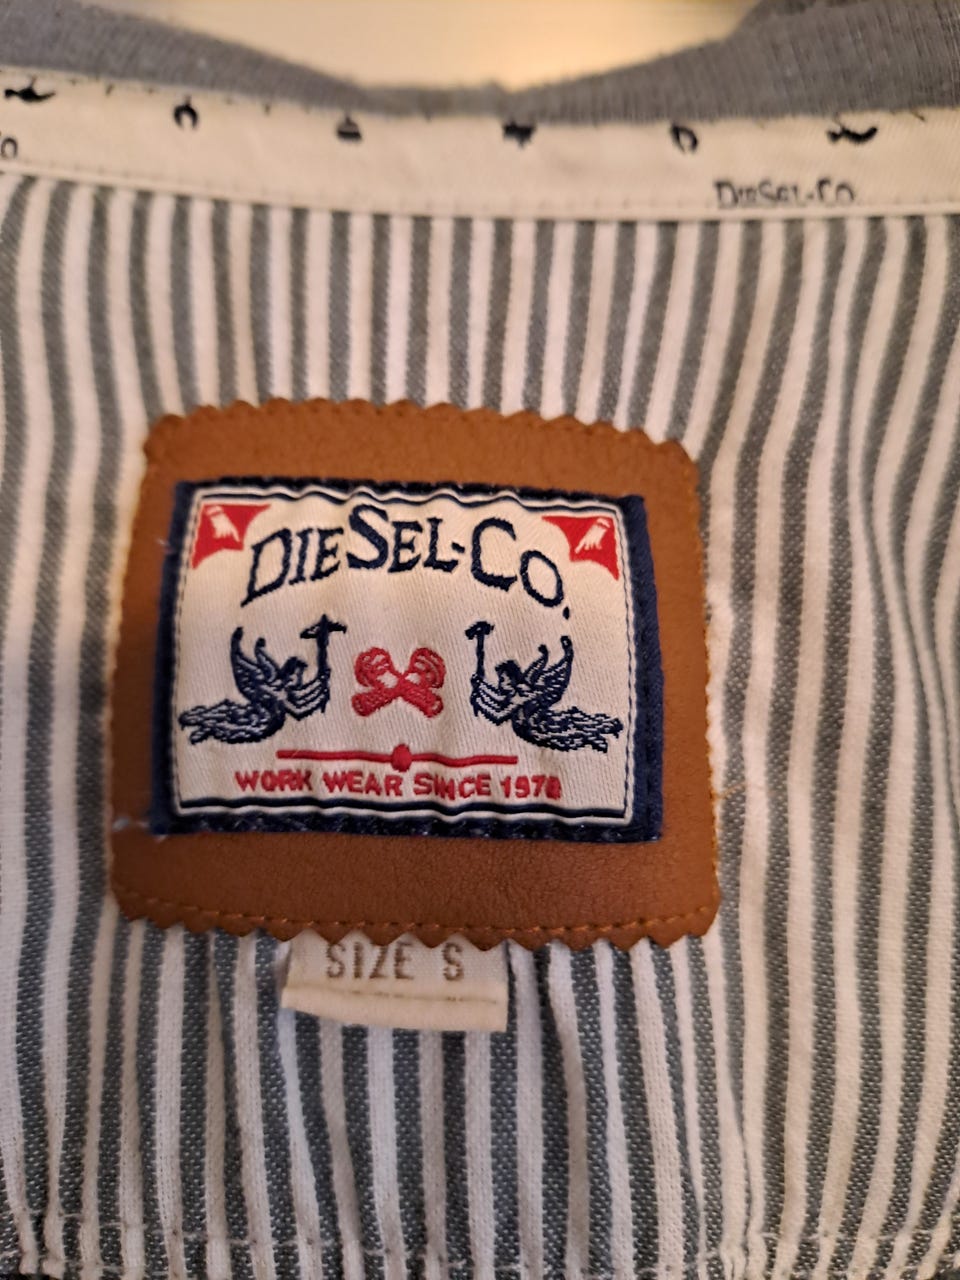 DIESEL-CO
DIESEL-CO.
WORK WEAR SINCE 1978
SIZE S